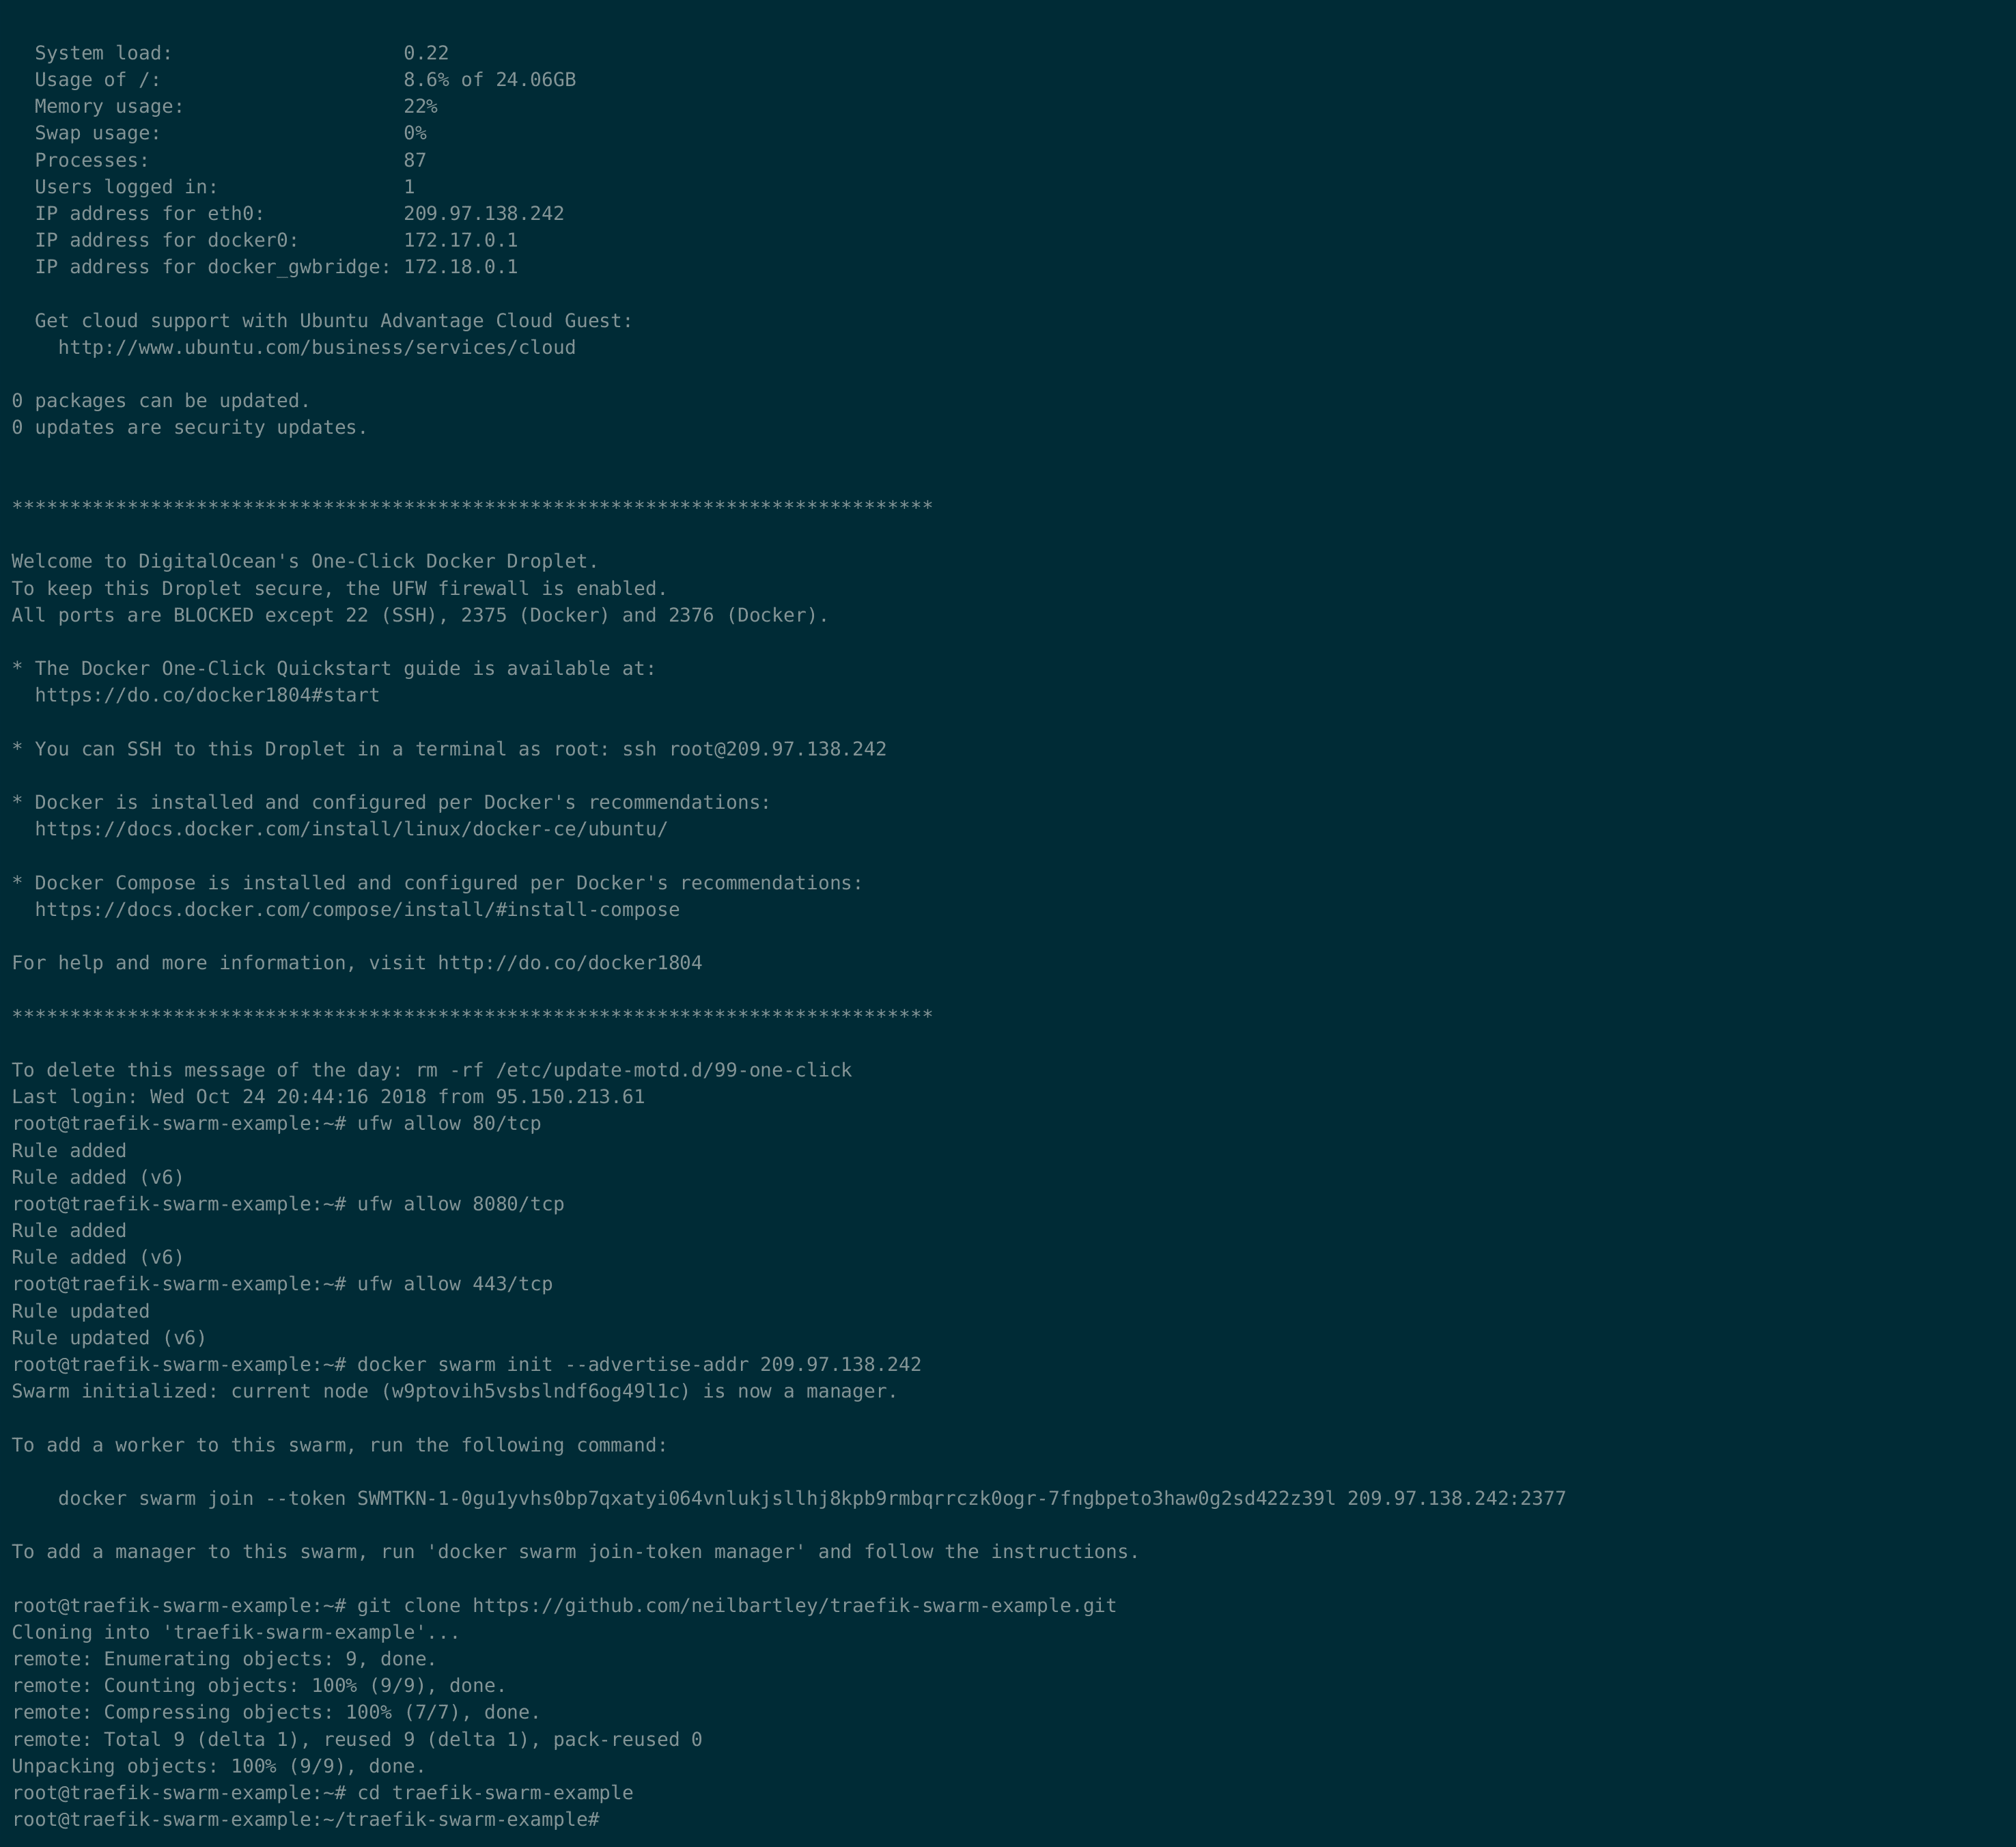 System load: 0.22
Usage of /: 8.6% of 24.06GB
Memory usage: 22%
Swap usage: 0%
Processes: 87
Users logged in: 1
IP address for eth0: 209.97.138.242
IP address for docker0: 172.17.0.1
IP address for docker_gwbridge: 172.18.0.1
Get cloud support with Ubuntu Advantage Cloud Guest:
http://www.ubuntu.com/business/services/cloud
0 packages can be updated.
0 updates are security updates.
********************************************************************************
Welcome to DigitalOcean's One-Click Docker Droplet.
To keep this Droplet secure, the UFW firewall is enabled.
All ports are BLOCKED except 22 (SSH), 2375 (Docker) and 2376 (Docker).
* The Docker One-Click Quickstart guide is available at:
https://do.co/docker1804#start
* You can SSH to this Droplet in a terminal as root: ssh root@209.97.138.242
* Docker is installed and configured per Docker's recommendations:
https://docs.docker.com/install/linux/docker-ce/ubuntu/
* Docker Compose is installed and configured per Docker's recommendations:
https://docs.docker.com/compose/install/#install-compose
For help and more information, visit http://do.co/docker1804
********************************************************************************
To delete this message of the day: rm -rf /etc/update-motd.d/99-one-click
Last login: Wed Oct 24 20:44:16 2018 from 95.150.213.61
root@traefik-swarm-example:~# ufw allow 80/tcp
Rule added
Rule added (v6)
root@traefik-swarm-example:~# ufw allow 8080/tcp
Rule added
Rule added (v6)
root@traefik-swarm-example:~# ufw allow 443/tcp
Rule updated
Rule updated (v6)
root@traefik-swarm-example:~# docker swarm init --advertise-addr 209.97.138.242
Swarm initialized: current node (w9ptovih5vsbslndf6og49l1c) is now a manager.
To add a worker to this swarm, run the following command:
docker swarm join --token SWMTKN-1-0gu1yvhs0bp7qxatyi064vnlukjsllhj8kpb9rmbqrrczk0ogr-7fngbpeto3haw0g2sd422z39l 209.97.138.242:2377
To add a manager to this swarm, run 'docker swarm join-token manager' and follow the instructions.
root@traefik-swarm-example:~# git clone https://github.com/neilbartley/traefik-swarm-example.git
Cloning into 'traefik-swarm-example'...
remote: Enumerating objects: 9, done.
remote: Counting objects: 100% (9/9), done.
remote: Compressing objects: 100% (7/7), done.
remote: Total 9 (delta 1), reused 9 (delta 1), pack-reused 0
Unpacking objects: 100% (9/9), done.
root@traefik-swarm-example:~# cd traefik-swarm-example
root@traefik-swarm-example:~/traefik-swarm-example#